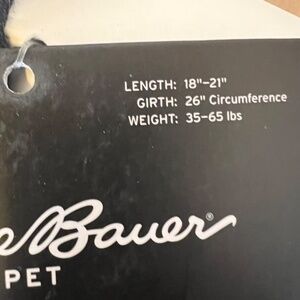 LENGTH: 18"-21"
GIRTH: 26" Circumference
WEIGHT: 35-65 lbs
e Bauer®
PET